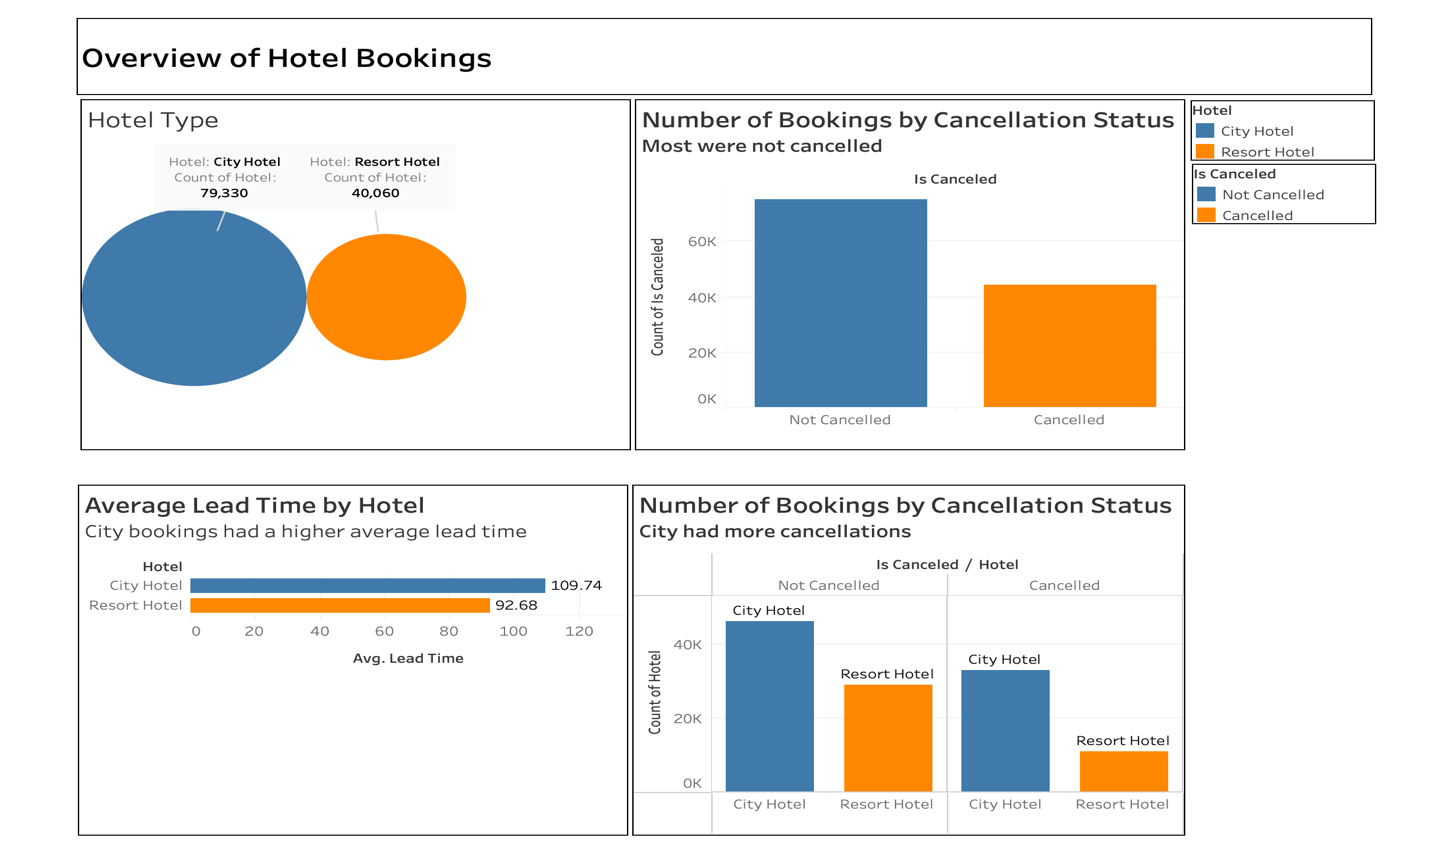 Overview of Hotel Bookings
Hotel Type
Hotel: City Hotel
Count of Hotel:
79,330
Hotel: Resort Hotel
Count of Hotel:
40,060
Number of Bookings by Cancellation Status
Most were not cancelled
Is Canceled
Count of Is Canceled
60K
40K
20K
0K
Not Cancelled
Cancelled
Hotel
City Hotel
Resort Hotel
Is Canceled
Not Cancelled
Cancelled
Average Lead Time by Hotel
City bookings had a higher average lead time
Hotel
City Hotel
109.74
Resort Hotel
92.68
0 20 40 60 80 100 120
Avg. Lead Time
Number of Bookings by Cancellation Status
City had more cancellations
Is Canceled / Hotel
Not Cancelled
Cancelled
Count of Hotel
40K
20K
0K
City Hotel
Resort Hotel
City Hotel
Resort Hotel
City Hotel
Resort Hotel
City Hotel
Resort Hotel